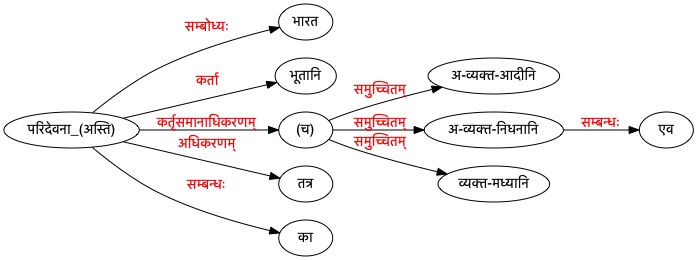 सम्बोध्यः
भारत
कर्ता
भूतानि
समुच्चितम्
अ-व्यक्त-आदीनि
परिदेवना_(अस्ति)
कर्तृसमानाधिकरणम्
(च)
समुच्चितम्
अ-व्यक्त-निधनानि
सम्बन्धः
एव
अधिकरणम्
समुच्चितम्
तत्र
व्यक्त-मध्यानि
सम्बन्धः
का